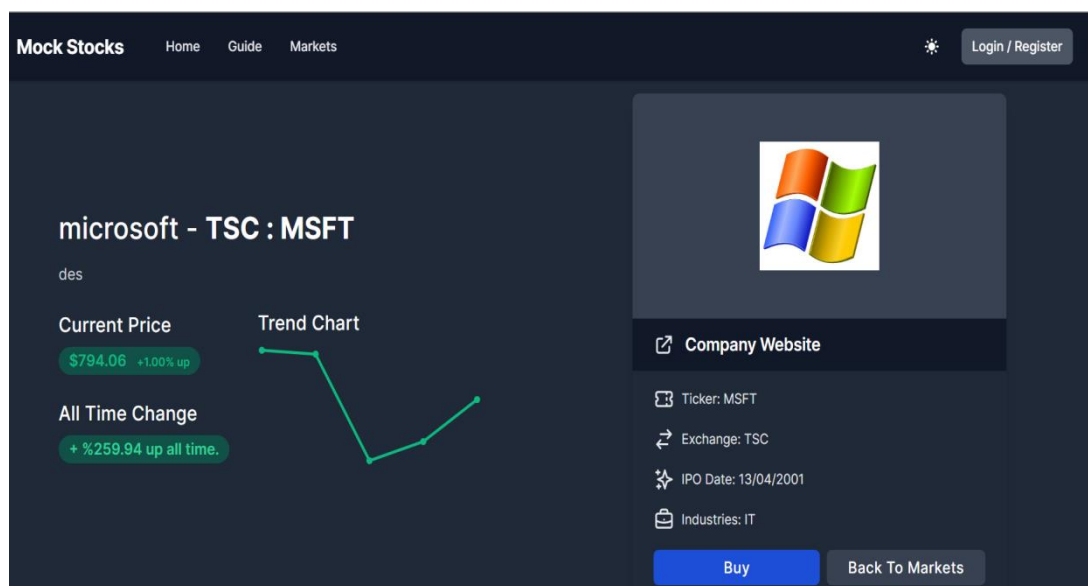 Mock Stocks Home Guide Markets Login / Register
microsoft - TSC : MSFT
des
Current Price
$794.06 +1.00% up
All Time Change
+ %259.94 up all time.
Trend Chart
Company Website
Ticker: MSFT
Exchange: TSC
IPO Date: 13/04/2001
Industries: IT
Buy Back To Markets